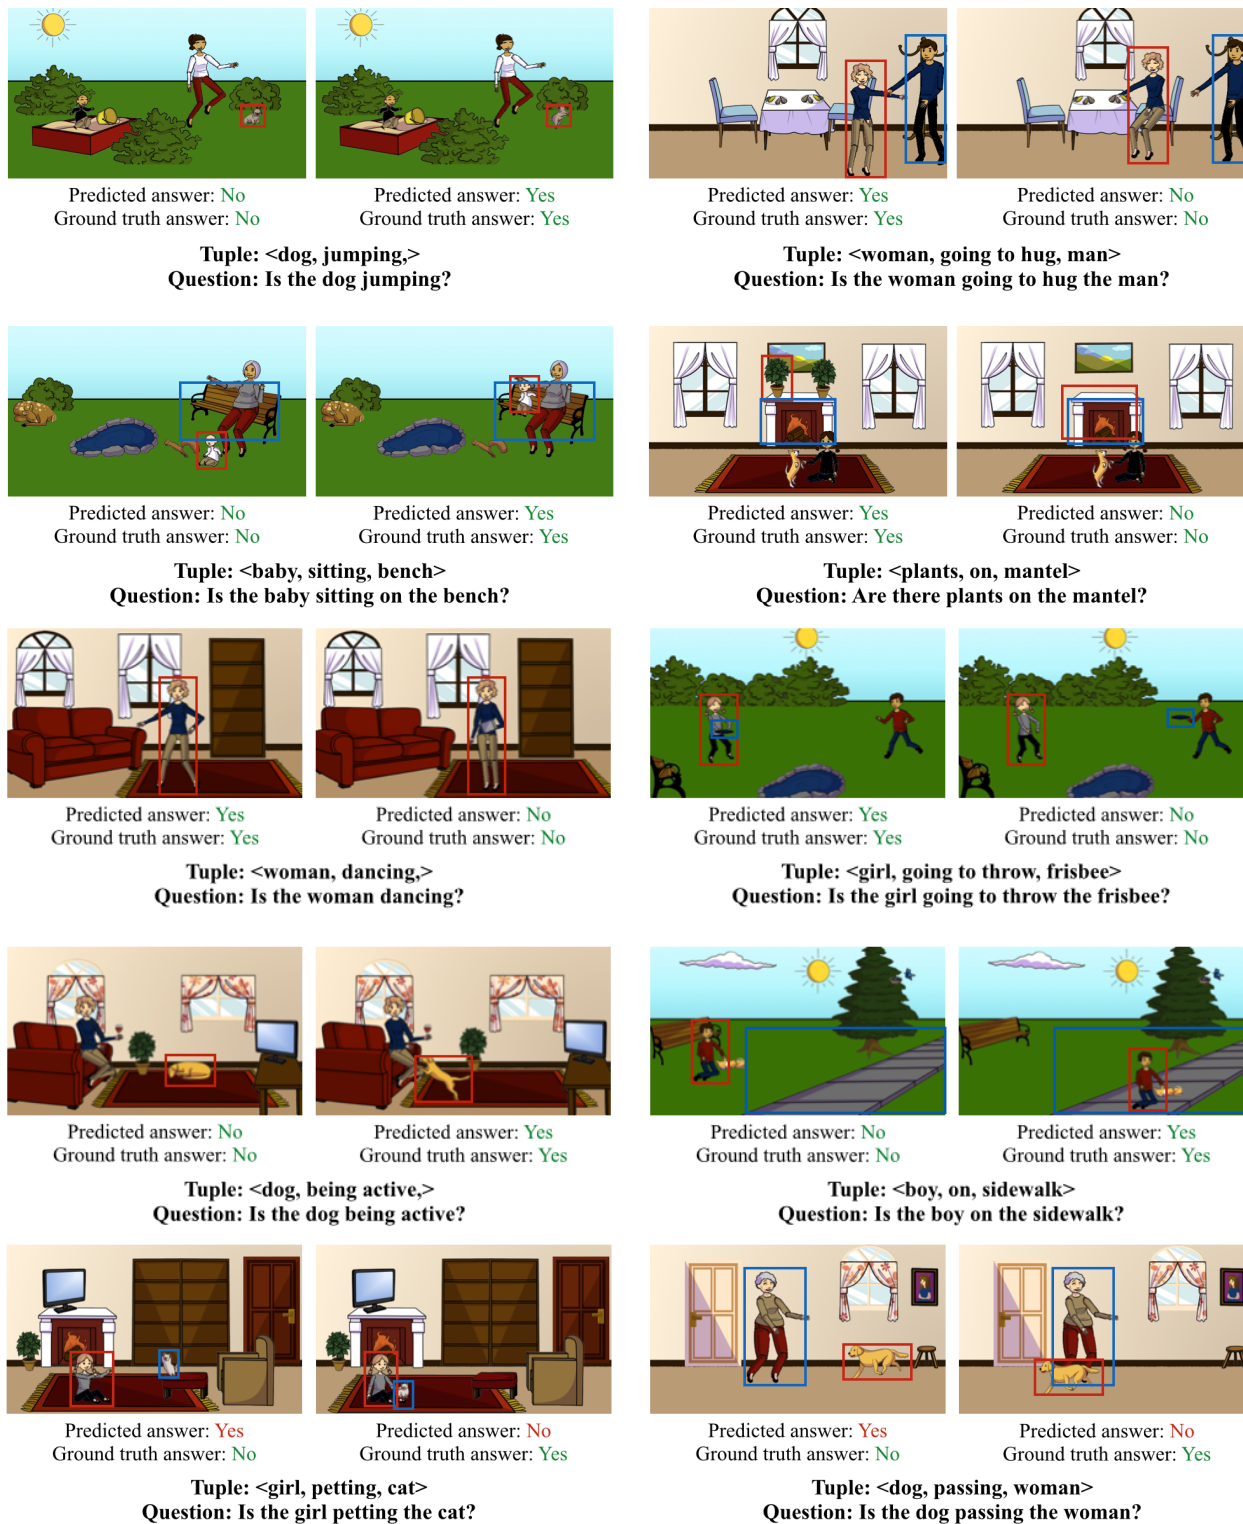 Predicted answer: No
Ground truth answer: No
Predicted answer: Yes
Ground truth answer: Yes
Tuple: <dog, jumping,>
Question: Is the dog jumping?
Predicted answer: Yes
Ground truth answer: Yes
Predicted answer: No
Ground truth answer: No
Tuple: <woman, going to hug, man>
Question: Is the woman going to hug the man?
Predicted answer: No
Ground truth answer: No
Predicted answer: Yes
Ground truth answer: Yes
Tuple: <baby, sitting, bench>
Question: Is the baby sitting on the bench?
Predicted answer: Yes
Ground truth answer: Yes
Predicted answer: No
Ground truth answer: No
Tuple: <plants, on, mantel>
Question: Are there plants on the mantel?
Predicted answer: Yes
Ground truth answer: Yes
Predicted answer: No
Ground truth answer: No
Tuple: <woman, dancing,>
Question: Is the woman dancing?
Predicted answer: Yes
Ground truth answer: Yes
Predicted answer: No
Ground truth answer: No
Tuple: <girl, going to throw, frisbee>
Question: Is the girl going to throw the frisbee?
Predicted answer: No
Ground truth answer: No
Predicted answer: Yes
Ground truth answer: Yes
Tuple: <dog, being active,>
Question: Is the dog being active?
Predicted answer: No
Ground truth answer: No
Predicted answer: Yes
Ground truth answer: Yes
Tuple: <boy, on, sidewalk>
Question: Is the boy on the sidewalk?
Predicted answer: Yes
Ground truth answer: No
Predicted answer: No
Ground truth answer: Yes
Tuple: <girl, petting, cat>
Question: Is the girl petting the cat?
Predicted answer: Yes
Ground truth answer: No
Predicted answer: No
Ground truth answer: Yes
Tuple: <dog, passing, woman>
Question: Is the dog passing the woman?